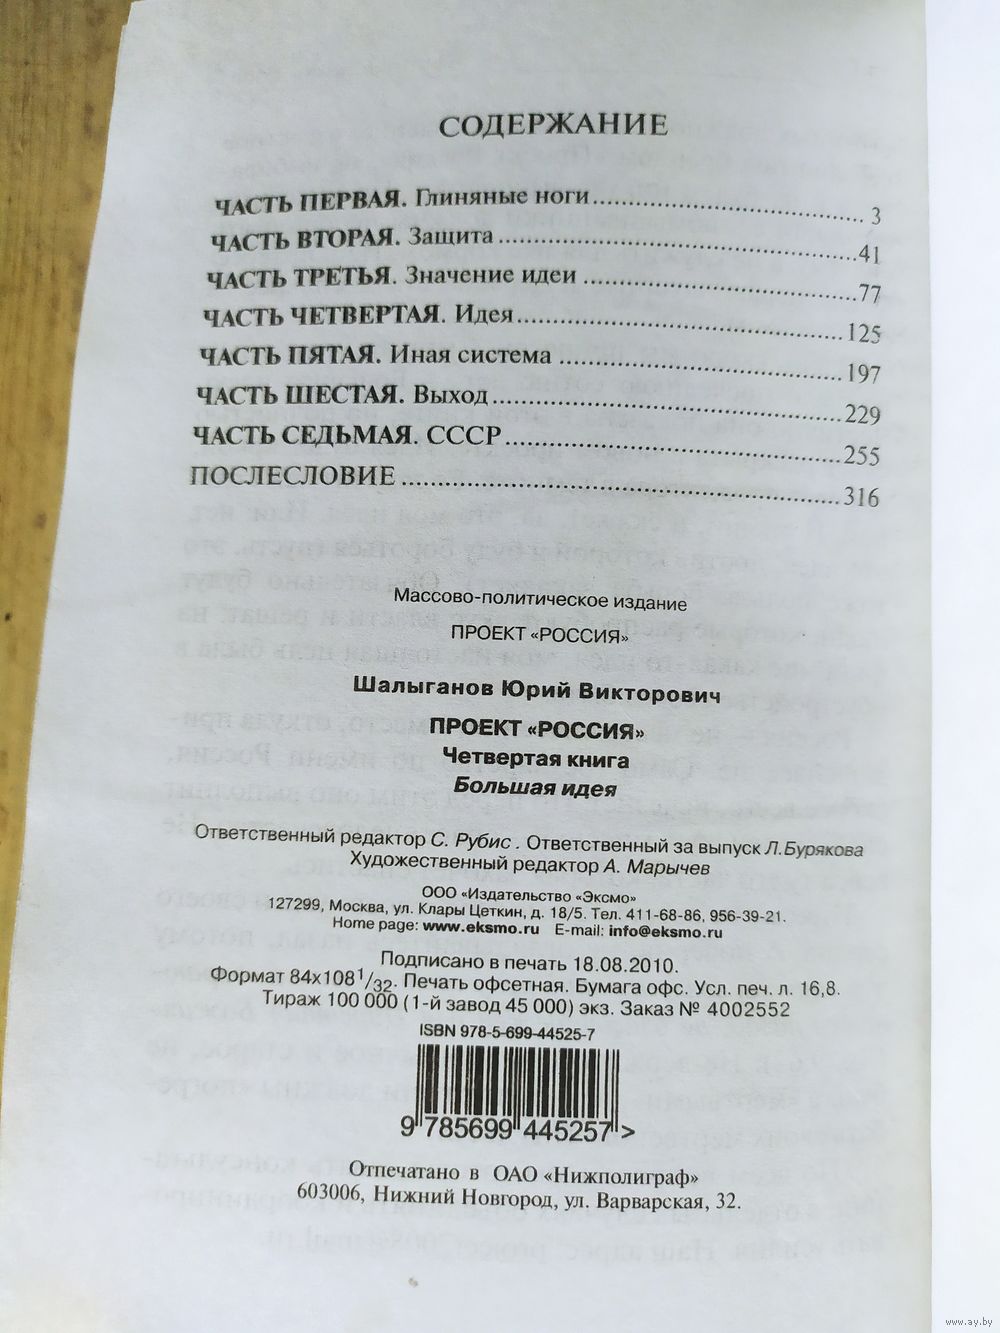 СОДЕРЖАНИЕ
ЧАСТЬ ПЕРВАЯ. Глиняные ноги 3
ЧАСТЬ ВТОРАЯ. Защита 41
ЧАСТЬ ТРЕТЬЯ. Значение идеи 77
ЧАСТЬ ЧЕТВЕРТАЯ. Идея 125
ЧАСТЬ ПЯТАЯ. Иная система 197
ЧАСТЬ ШЕСТАЯ. Выход 229
ЧАСТЬ СЕДЬМАЯ. СССР 255
ПОСЛЕСЛОВИЕ 316
Массово-политическое издание
ПРОЕКТ «РОССИЯ»
Шалыганов Юрий Викторович
ПРОЕКТ «РОССИЯ»
Четвертая книга
Большая идея
Ответственный редактор С. Рубис . Ответственный за выпуск Л.Бурякова
Художественный редактор А. Марычев
ООО «Издательство «Эксмо»
127299, Москва, ул. Клары Цеткин, д. 18/5. Тел. 411-68-86, 956-39-21.
Home page: www.eksmo.ru E-mail: info@eksmo.ru
Подписано в печать 18.08.2010.
Формат 84x108 1/32. Печать офсетная. Бумага офс. Усл. печ. л. 16,8.
Тираж 100 000 (1-й завод 45 000) экз. Заказ № 4002552
ISBN 978-5-699-44525-7
9 785699 445257 >
Отпечатано в ОАО «Нижполиграф»
603006, Нижний Новгород, ул. Варварская, 32.
www.ay.by